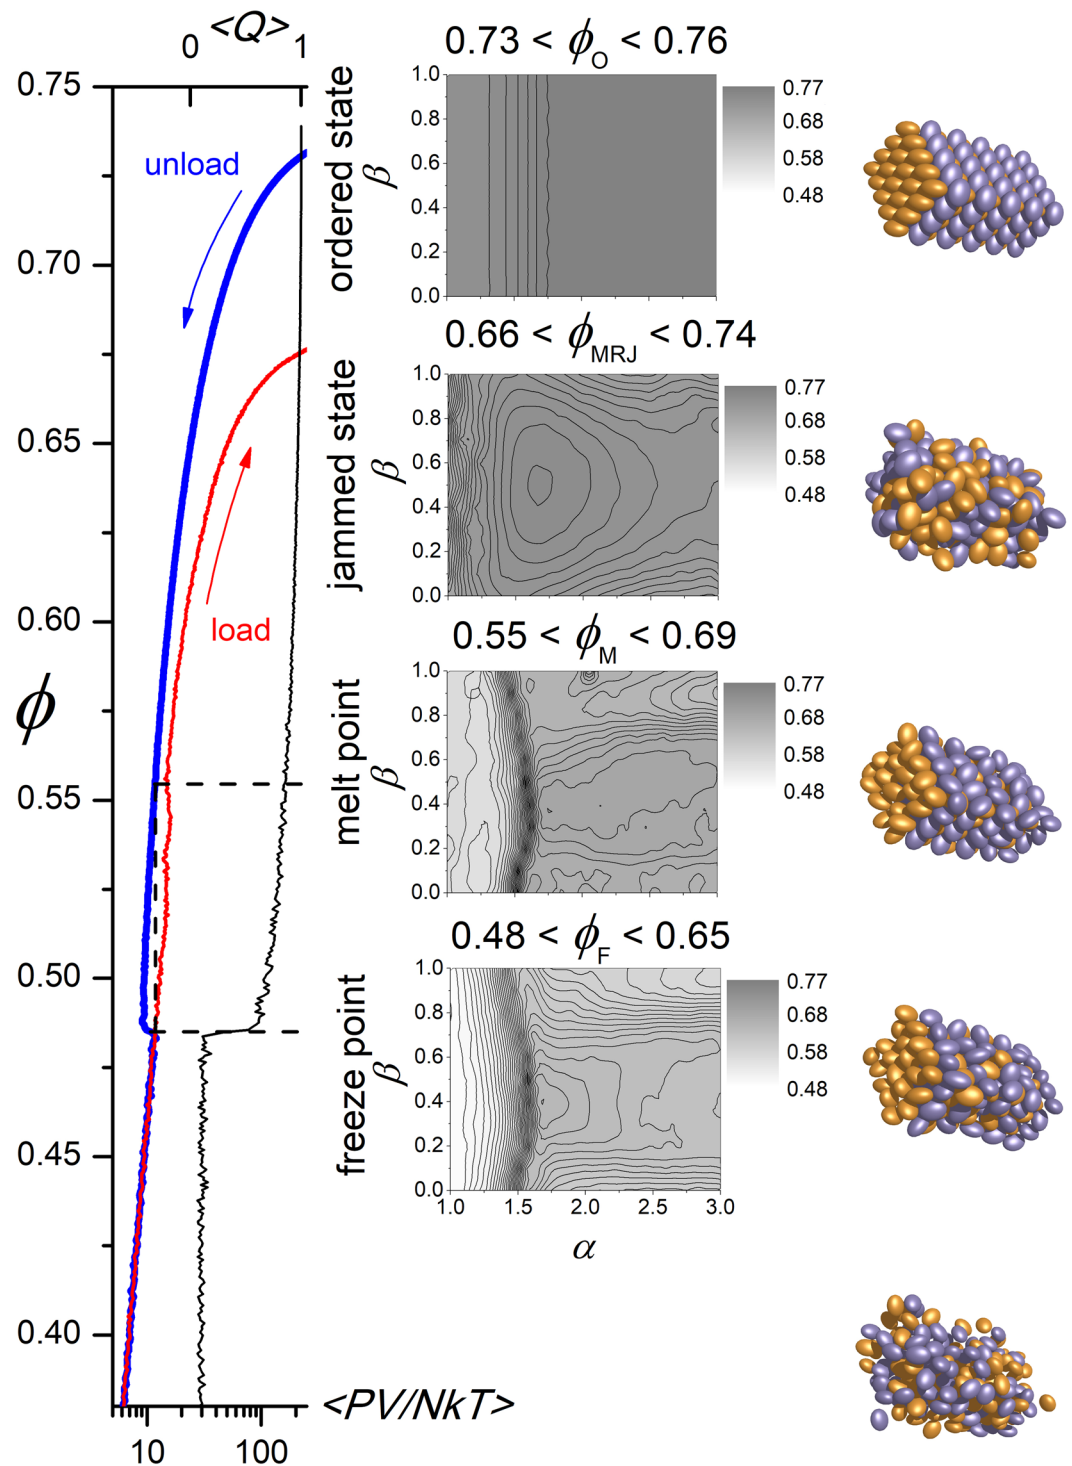 <Q>
0 1
0.75
0.70
0.65
0.60
0.55
0.50
0.45
0.40
ϕ
unload
load
10 100
<PV/NkT>
ordered state
0.73 < ϕO < 0.76
1.0
0.8
0.6
0.4
0.2
0.0
β
0.77
0.68
0.58
0.48
jammed state
0.66 < ϕMRJ < 0.74
1.0
0.8
0.6
0.4
0.2
0.0
β
0.77
0.68
0.58
0.48
melt point
0.55 < ϕM < 0.69
1.0
0.8
0.6
0.4
0.2
0.0
β
0.77
0.68
0.58
0.48
freeze point
0.48 < ϕF < 0.65
1.0
0.8
0.6
0.4
0.2
0.0
β
0.77
0.68
0.58
0.48
1.0 1.5 2.0 2.5 3.0
α